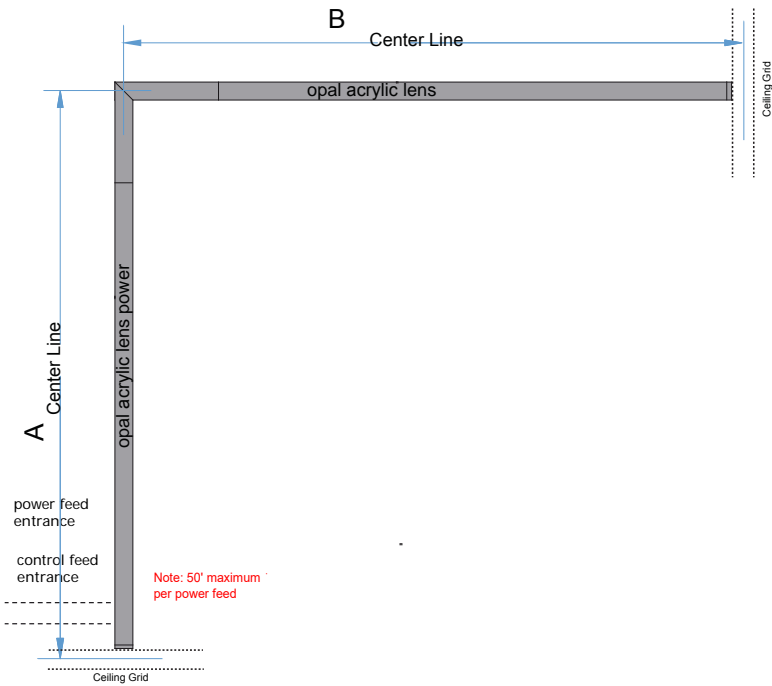 B
Center Line
opal acrylic lens
Ceiling Grid
opal acrylic lens power
Center Line
A
power feed
entrance
control feed
entrance
Note: 50' maximum
per power feed
Ceiling Grid